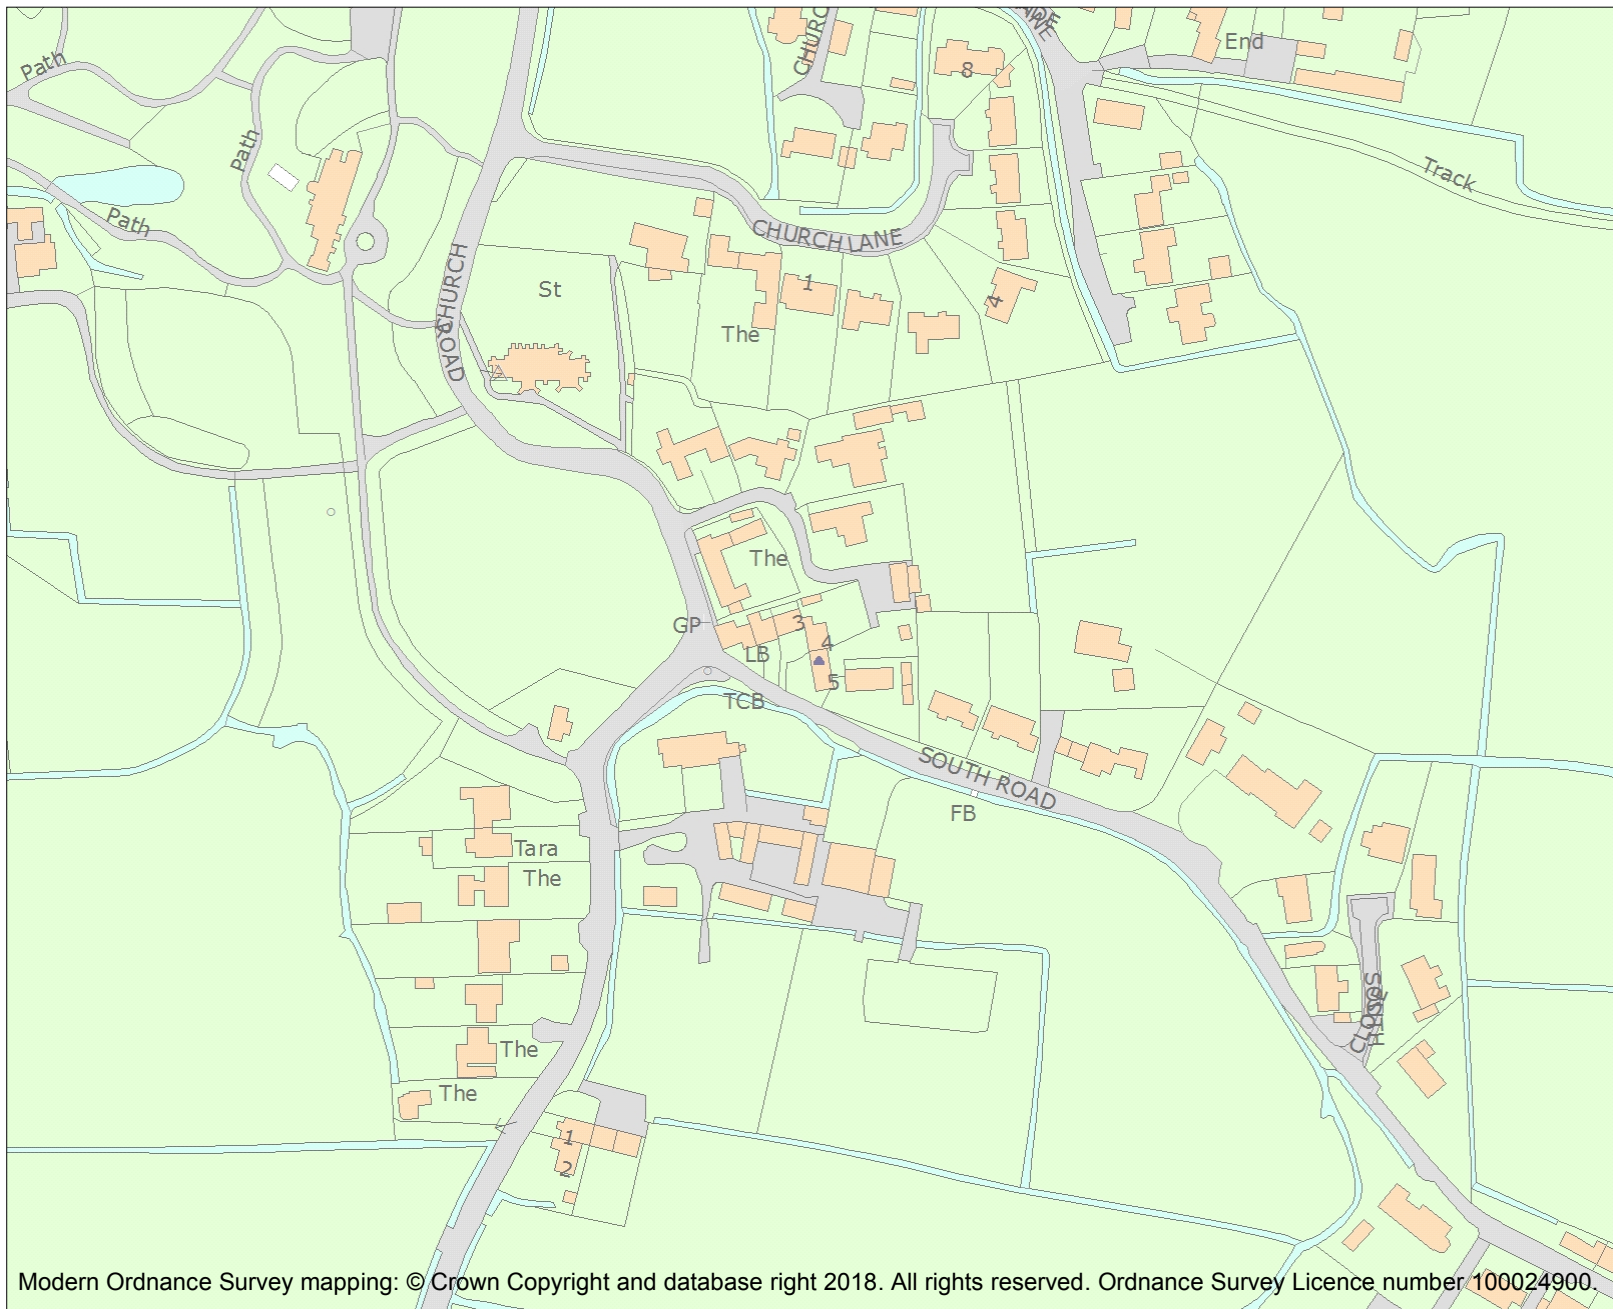 Path
CHURCH
End
8
Path
Track
Path
CHURCH LANE
CHURCH
ROAD
St
1
4
The
The
GP
3
4
LB
5
TCB
SOUTH ROAD
FB
Tara
The
SOUTH
CLOSE
The
The
1
2
Modern Ordnance Survey mapping: © Crown Copyright and database right 2018. All rights reserved. Ordnance Survey Licence number 100024900.